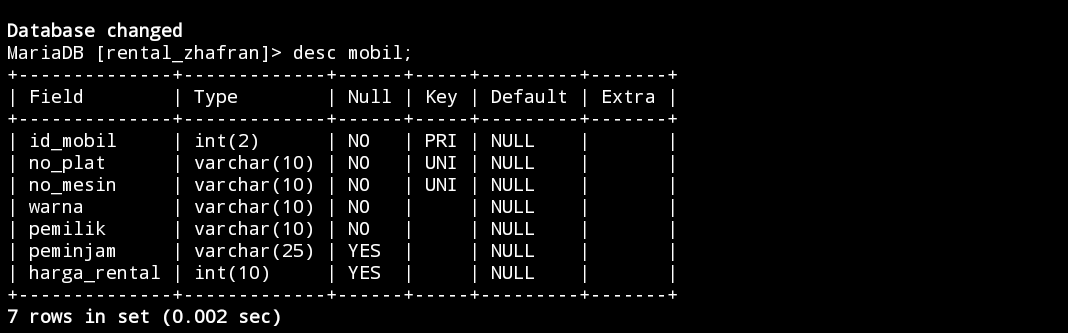 Database changed
MariaDB [rental_zhafran]> desc mobil;
+--------------+-------------+------+-----+---------+-------+
| Field        | Type        | Null | Key | Default | Extra |
+--------------+-------------+------+-----+---------+-------+
| id_mobil     | int(2)      | NO   | PRI | NULL    |       |
| no_plat      | varchar(10) | NO   | UNI | NULL    |       |
| no_mesin     | varchar(10) | NO   | UNI | NULL    |       |
| warna        | varchar(10) | NO   |     | NULL    |       |
| pemilik      | varchar(10) | NO   |     | NULL    |       |
| peminjam     | varchar(25) | YES  |     | NULL    |       |
| harga_rental | int(10)     | YES  |     | NULL    |       |
+--------------+-------------+------+-----+---------+-------+
7 rows in set (0.002 sec)